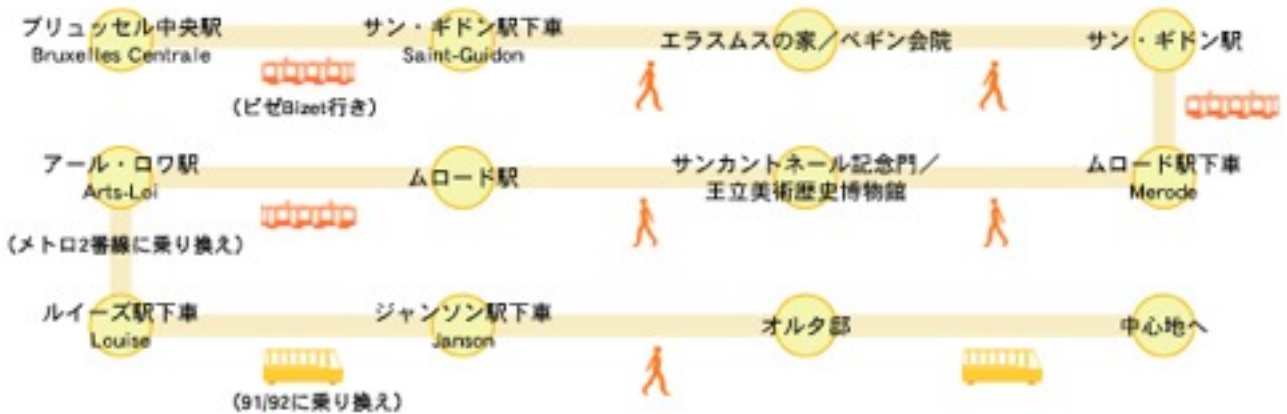 ブリュッセル中央駅
Bruxelles Centrale
サン・ギドン駅下車
Saint-Guidon
エラスムスの家／ベギン会院
サン・ギドン駅
（ビゼBizet行き）
アール・ロワ駅
Arts-Loi
ムロード駅
サンカントネール記念門／
王立美術歴史博物館
ムロード駅下車
Merode
（メトロ2番線に乗り換え）
ルイーズ駅下車
Louise
ジャンソン駅下車
Janson
オルタ邸
中心地へ
（91/92に乗り換え）